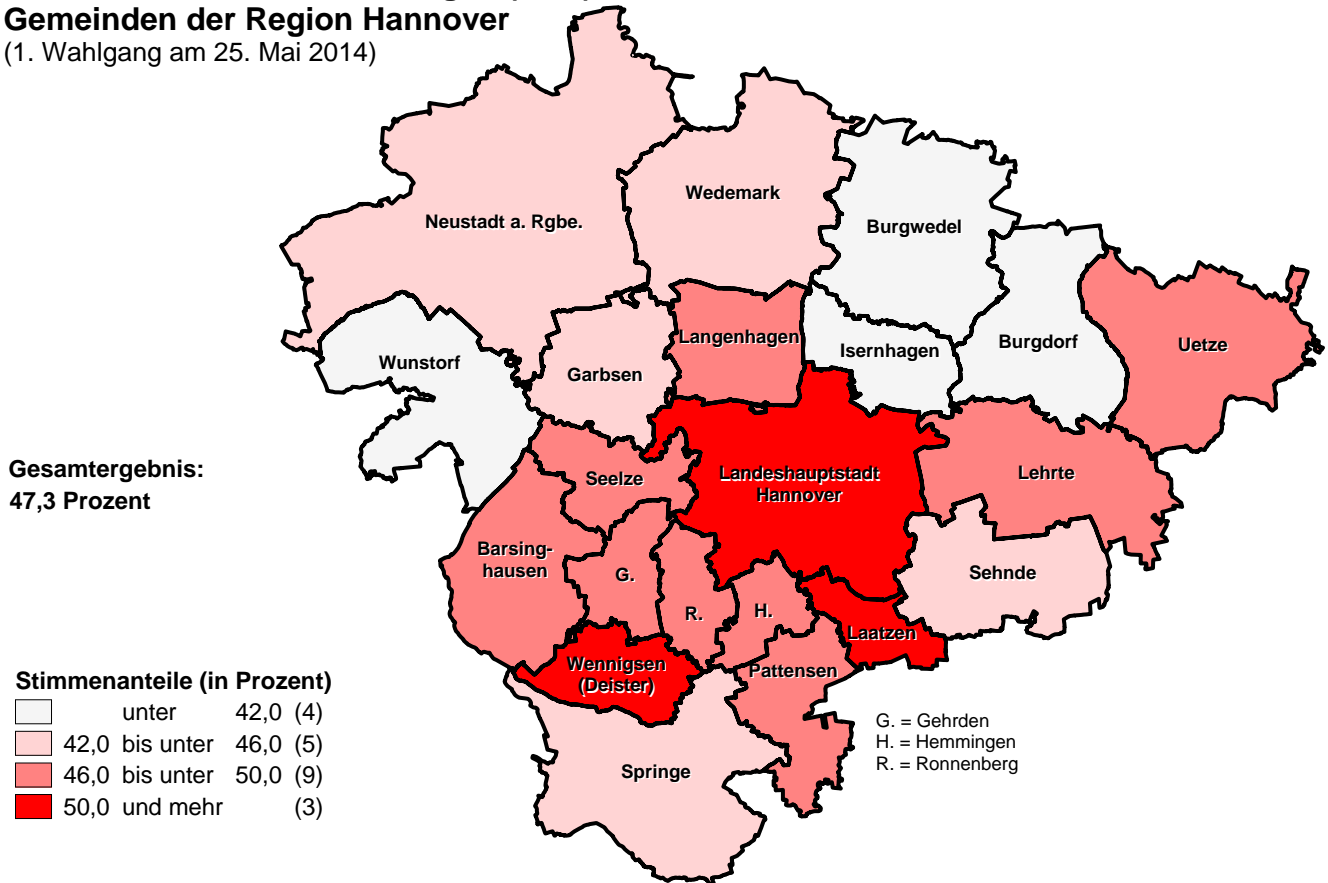 Gemeinden der Region Hannover
(1. Wahlgang am 25. Mai 2014)
Wedemark
Neustadt a. Rgbe.
Burgwedel
Langenhagen
Isernhagen
Burgdorf
Uetze
Wunstorf
Garbsen
Gesamtergebnis:
47,3 Prozent
Seelze
Landeshauptstadt
Hannover
Lehrte
Barsing-
hausen
G.
Sehnde
R.
H.
Laatzen
Wennigsen
(Deister)
Pattensen
Springe
Stimmenanteile (in Prozent)
unter 42,0 (4)
42,0 bis unter 46,0 (5)
46,0 bis unter 50,0 (9)
50,0 und mehr (3)
G. = Gehrden
H. = Hemmingen
R. = Ronnenberg